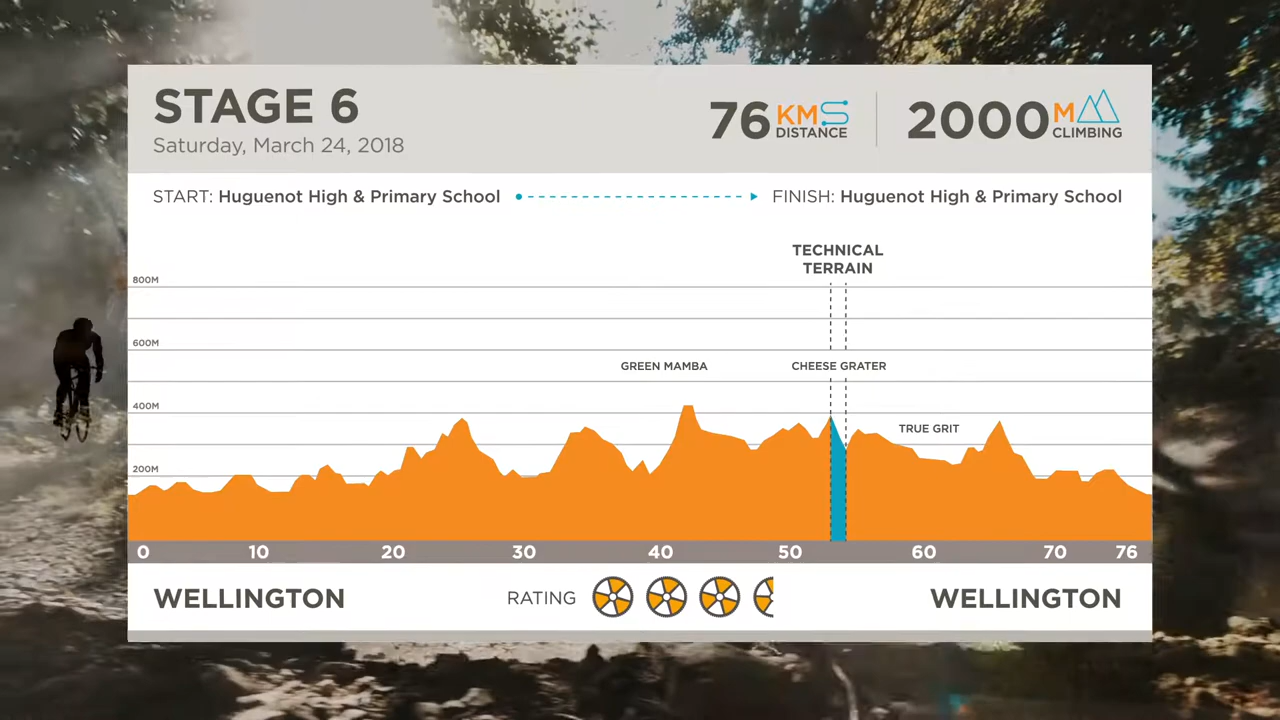 STAGE 6
Saturday, March 24, 2018
76 KM
DISTANCE
2000 M
CLIMBING
START: Huguenot High & Primary School
FINISH: Huguenot High & Primary School
TECHNICAL
TERRAIN
800M
600M
GREEN MAMBA
CHEESE GRATER
400M
TRUE GRIT
200M
0 10 20 30 40 50 60 70 76
WELLINGTON
RATING
WELLINGTON